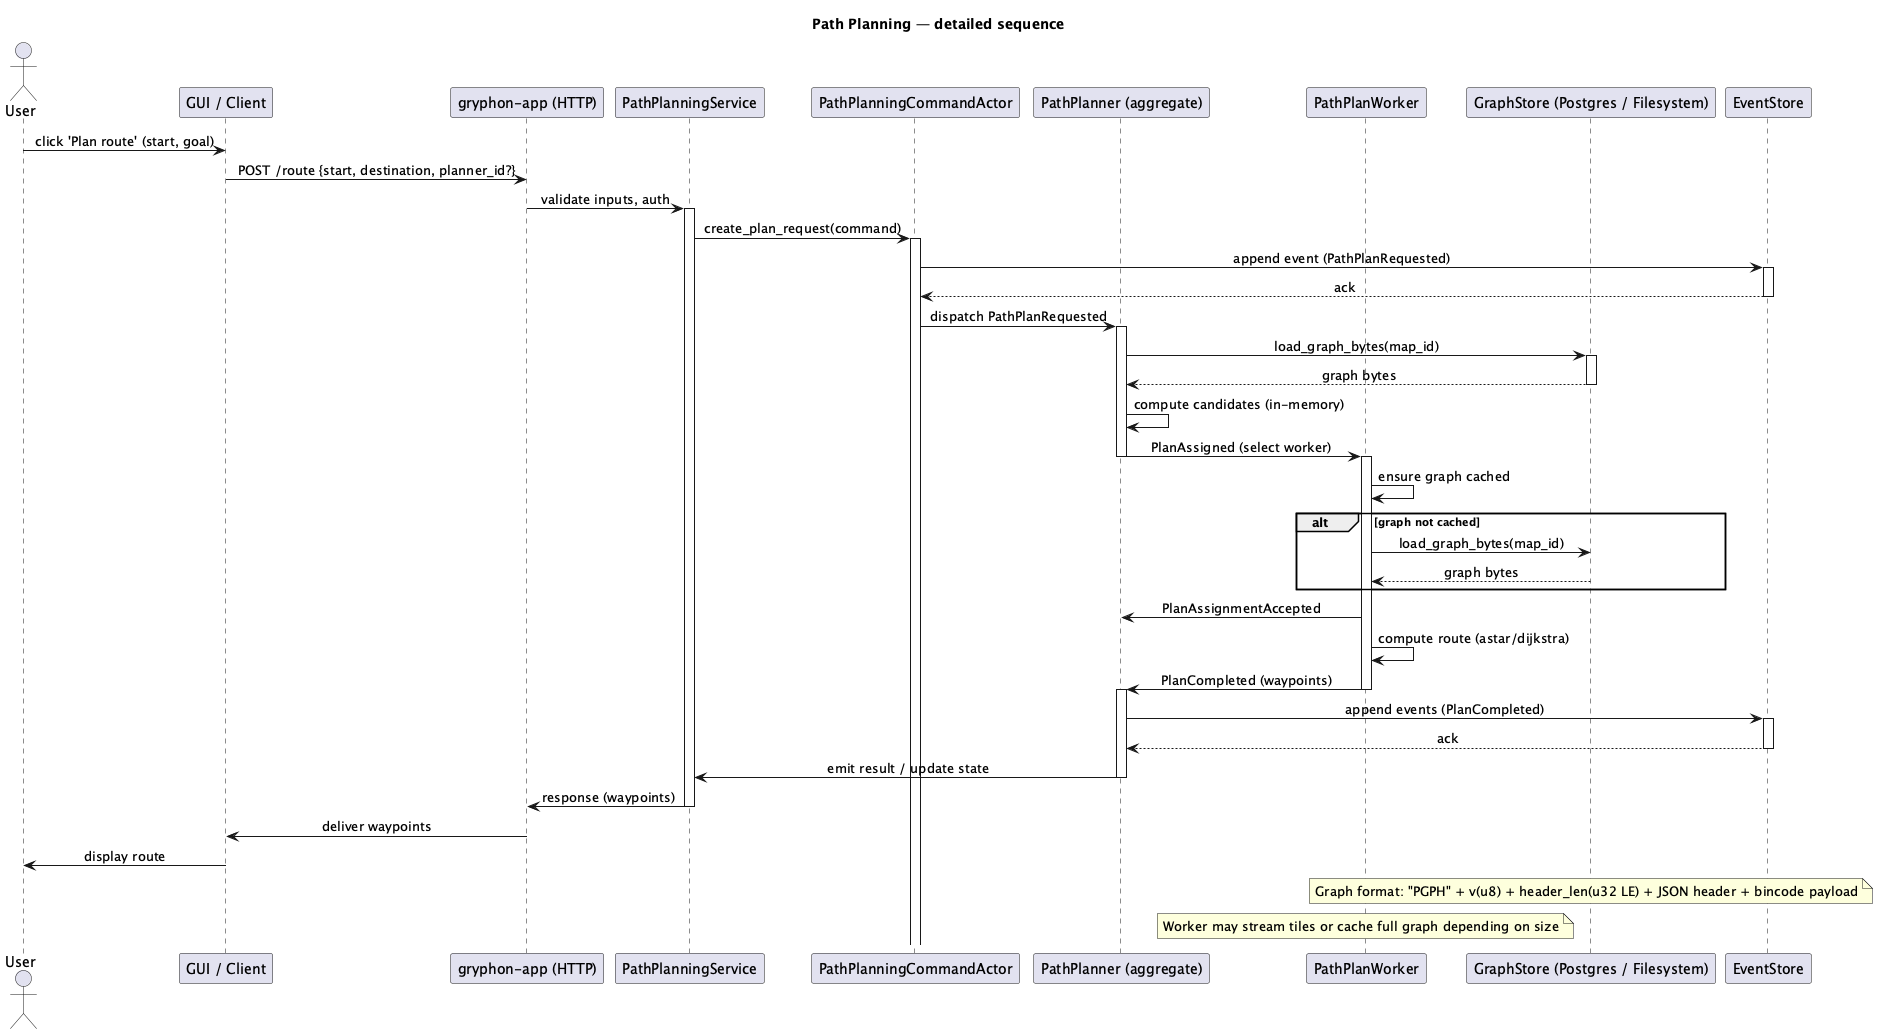 Path Planning — detailed sequence
User
GUI / Client
gryphon-app (HTTP)
PathPlanningService
PathPlanningCommandActor
PathPlanner (aggregate)
PathPlanWorker
GraphStore (Postgres / Filesystem)
EventStore
click 'Plan route' (start, goal)
POST /route {start, destination, planner_id?}
validate inputs, auth
create_plan_request(command)
append event (PathPlanRequested)
ack
dispatch PathPlanRequested
load_graph_bytes(map_id)
graph bytes
compute candidates (in-memory)
PlanAssigned (select worker)
ensure graph cached
alt
[graph not cached]
load_graph_bytes(map_id)
graph bytes
PlanAssignmentAccepted
compute route (astar/dijkstra)
PlanCompleted (waypoints)
append events (PlanCompleted)
ack
emit result / update state
response (waypoints)
deliver waypoints
display route
Graph format: "PGPH" + v(u8) + header_len(u32 LE) + JSON header + bincode payload
Worker may stream tiles or cache full graph depending on size
User
GUI / Client
gryphon-app (HTTP)
PathPlanningService
PathPlanningCommandActor
PathPlanner (aggregate)
PathPlanWorker
GraphStore (Postgres / Filesystem)
EventStore